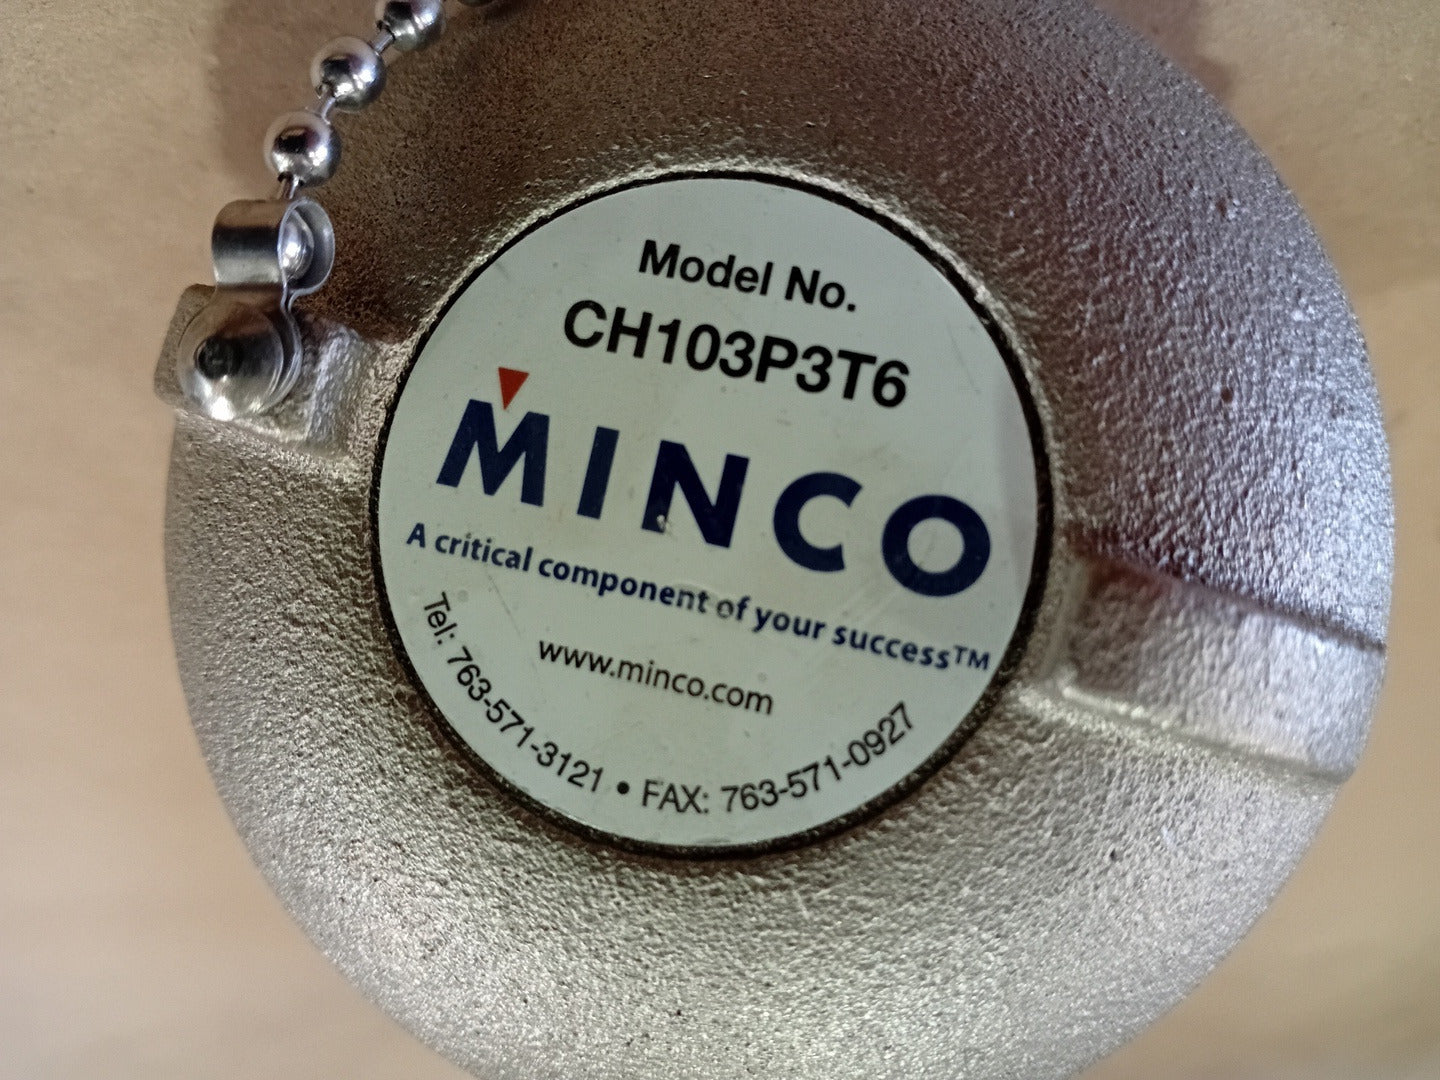 Model No.
CH103P3T6
MINCO
A critical component of your success™
www.minco.com
Tel: 763-571-3121 • FAX: 763-571-0927